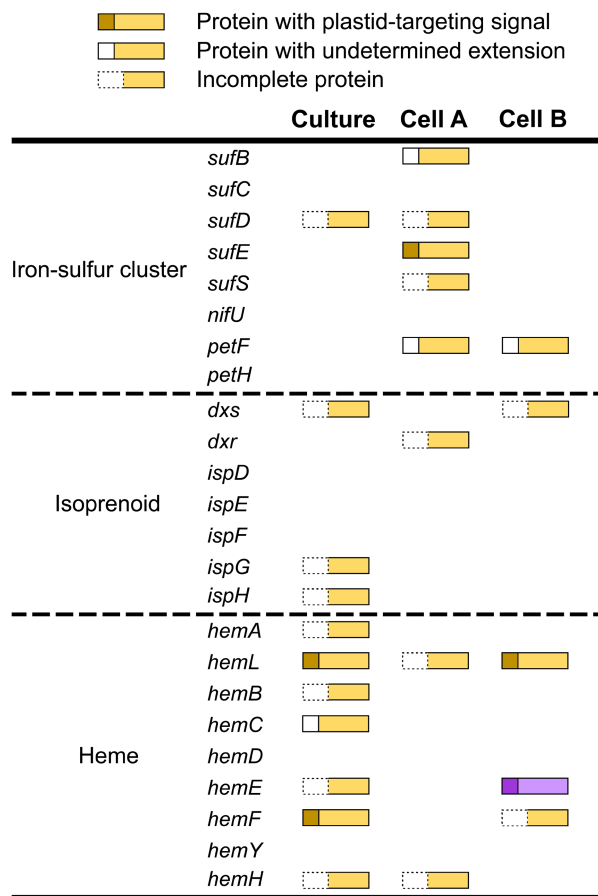 Protein with plastid-targeting signal
Protein with undetermined extension
Incomplete protein
Culture Cell A Cell B
sufB
sufC
sufD
sufE
Iron-sulfur cluster
sufS
nifU
petF
petH
dxs
dxr
ispD
Isoprenoid ispE
ispF
ispG
ispH
hemA
hemL
hemB
hemC
Heme hemD
hemE
hemF
hemY
hemH